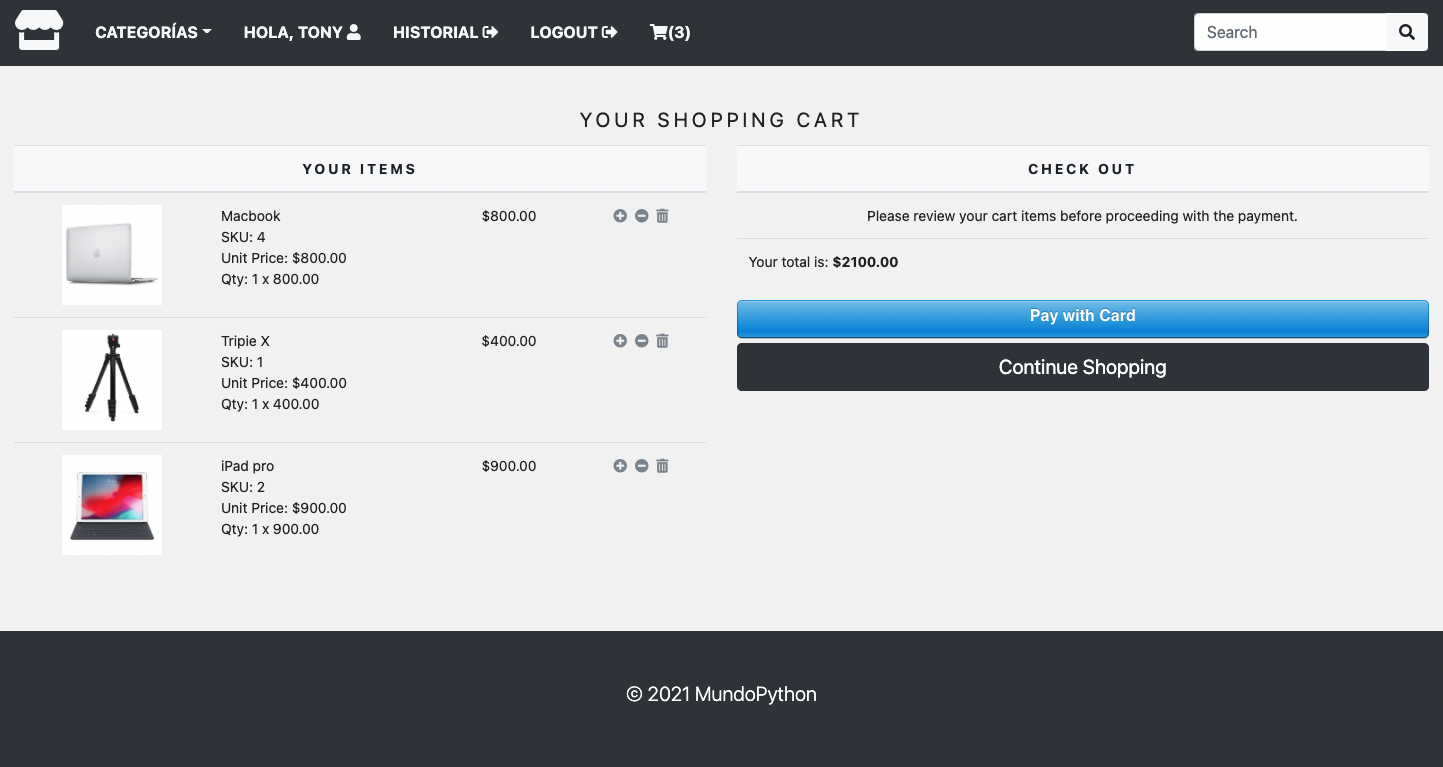 CATEGORÍAS HOLA, TONY HISTORIAL LOGOUT (3) Search
YOUR SHOPPING CART
YOUR ITEMS
Macbook $800.00
SKU: 4
Unit Price: $800.00
Qty: 1 x 800.00
Tripie X $400.00
SKU: 1
Unit Price: $400.00
Qty: 1 x 400.00
iPad pro $900.00
SKU: 2
Unit Price: $900.00
Qty: 1 x 900.00
CHECK OUT
Please review your cart items before proceeding with the payment.
Your total is: $2100.00
Pay with Card
Continue Shopping
© 2021 MundoPython